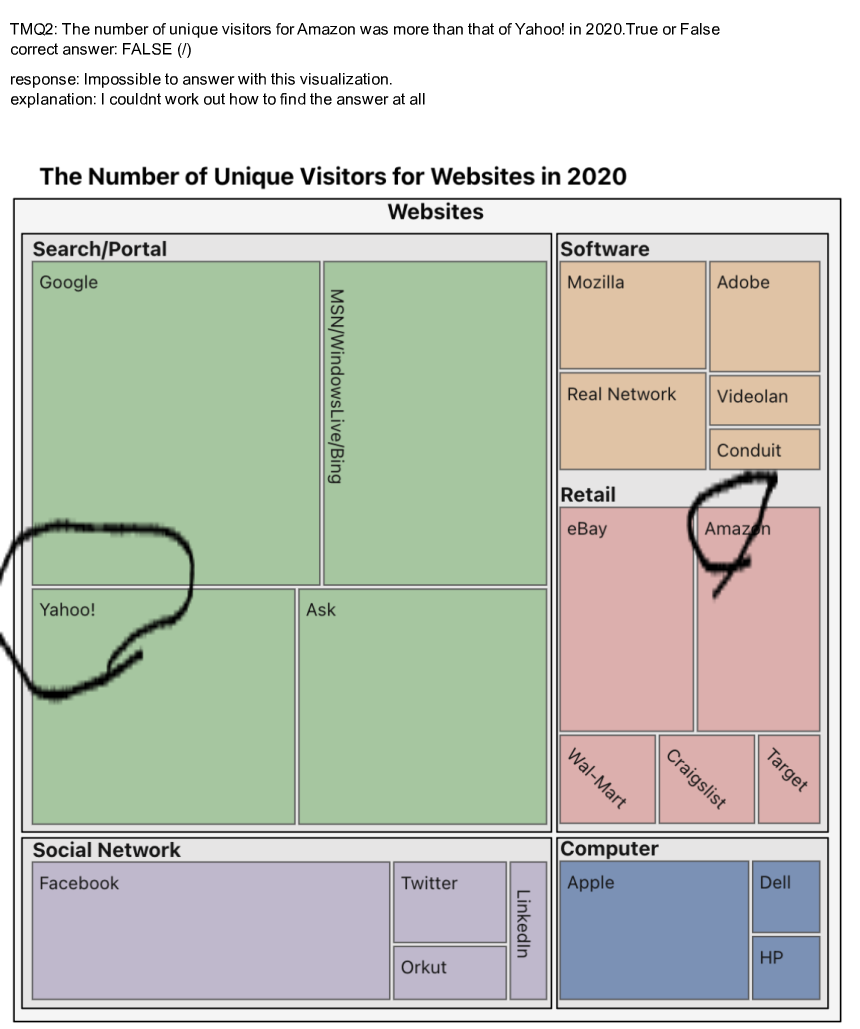 TMQ2: The number of unique visitors for Amazon was more than that of Yahoo! in 2020.True or False
correct answer: FALSE (/)
response: Impossible to answer with this visualization.
explanation: I couldnt work out how to find the answer at all
The Number of Unique Visitors for Websites in 2020
Websites
Search/Portal
Google
MSN/WindowsLive/Bing
Yahoo!
Ask
Software
Mozilla
Adobe
Real Network
Videolan
Conduit
Retail
eBay
Amazon
Wal-Mart
Craigslist
Target
Social Network
Facebook
Twitter
Orkut
LinkedIn
Computer
Apple
Dell
HP